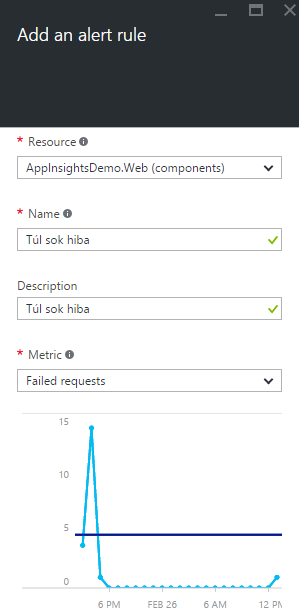 Add an alert rule
* Resource
AppInsightsDemo.Web (components)
* Name
Túl sok hiba
Description
Túl sok hiba
* Metric
Failed requests
15
10
5
0
6 PM FEB 26 6 AM 12 PM